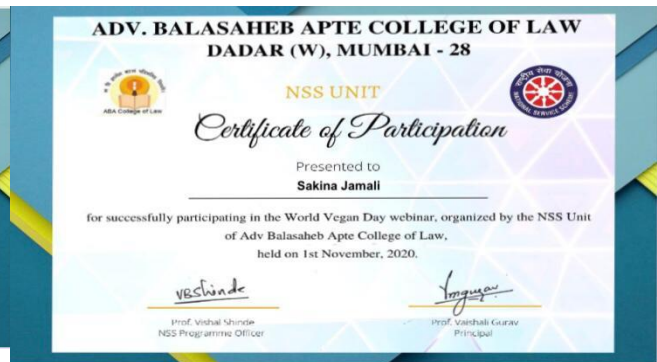 ADV. BALASAHEB APTE COLLEGE OF LAW
DADAR (W), MUMBAI - 28
NSS UNIT
ABA College of Law
Certificate of Participation
Presented to
Sakina Jamali
for successfully participating in the World Vegan Day webinar, organized by the NSS Unit
of Adv Balasaheb Apte College of Law,
held on 1st November, 2020.
VBShinde
Prof. Vishal Shinde
NSS Programme Officer
Prof. Vaishali Gurav
Principal